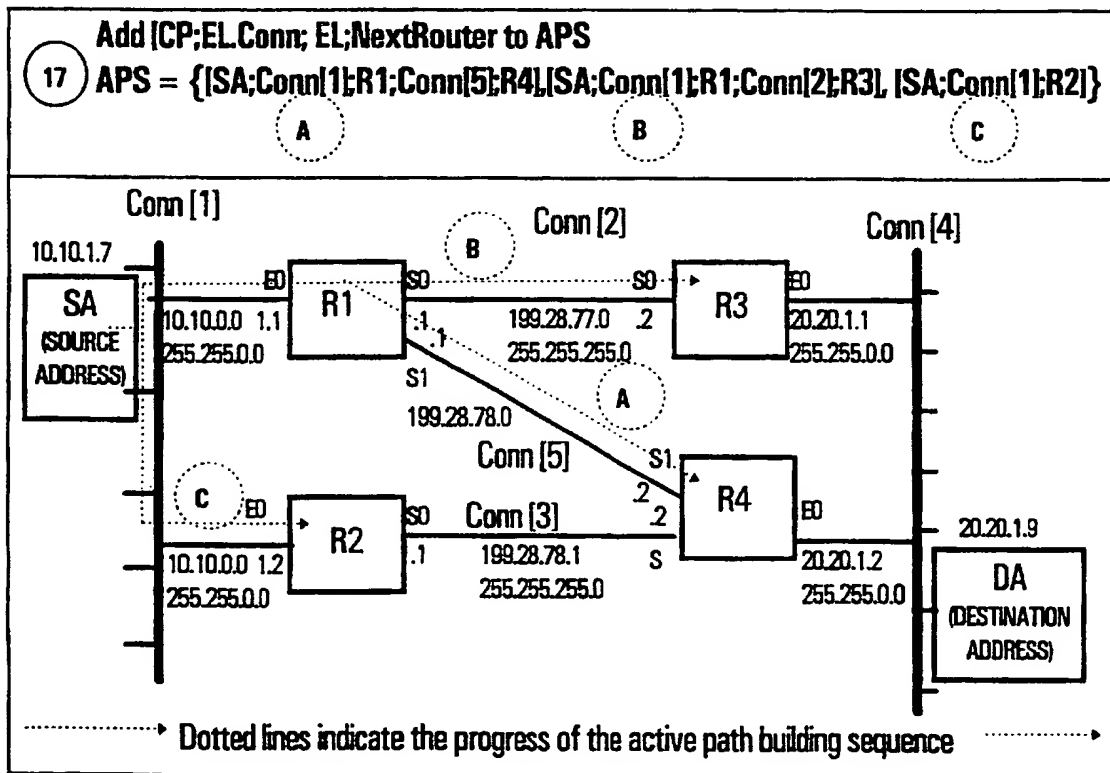 Add [CP;EL.Conn; EL;NextRouter to APS
17
APS = {[SA;Conn[1];R1;Conn[5];R4],[SA;Conn[1];R1;Conn[2];R3], [SA;Conn[1];R2]}
A
B
C
Conn [1]
Conn [2]
Conn [4]
10.10.1.7
B
SA
(SOURCE
ADDRESS)
E0
R1
S0
S0
R3
E0
10.10.0.0 1.1
255.255.0.0
.1
.1
199.28.77.0 .2
255.255.255.0
20.20.1.1
255.255.0.0
S1
A
199.28.78.0
Conn [5]
S1
R4
.2
.2
C
E0
R2
S0
Conn [3]
E0
20.20.1.9
10.10.0.0 1.2
255.255.0.0
.1
199.28.78.1
255.255.255.0
S
20.20.1.2
255.255.0.0
DA
(DESTINATION
ADDRESS)
Dotted lines indicate the progress of the active path building sequence